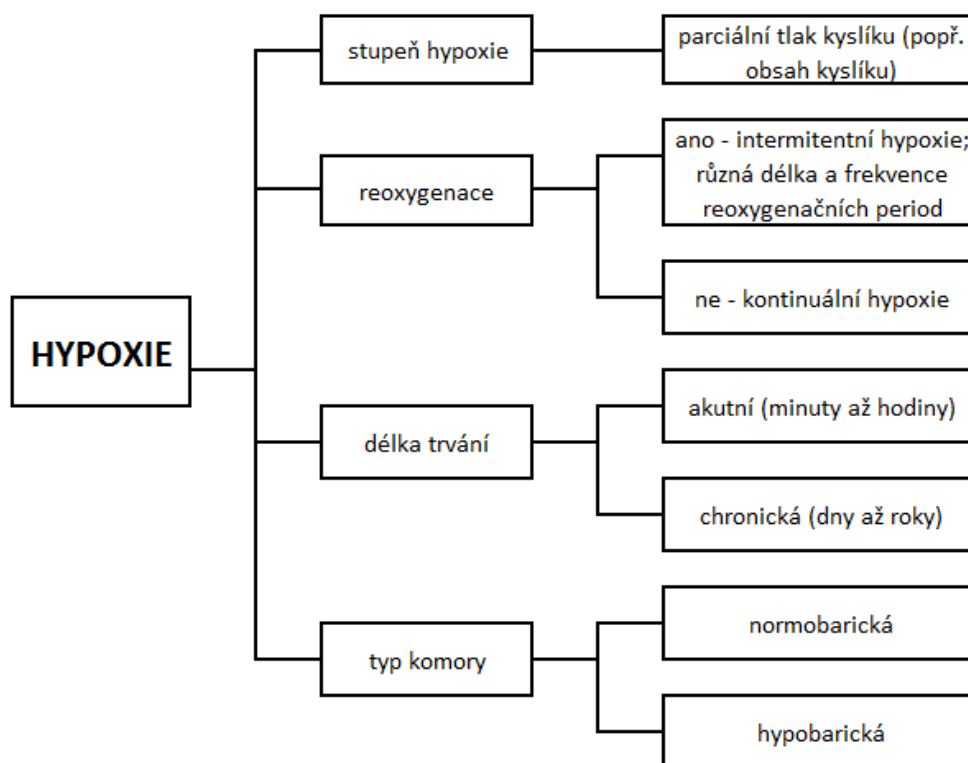 HYPOXIE
stupeň hypoxie
parciální tlak kyslíku (popř.
obsah kyslíku)
reoxygenace
ano - intermitentní hypoxie;
různá délka a frekvence
reoxygenačních period
ne - kontinuální hypoxie
délka trvání
akutní (minuty až hodiny)
chronická (dny až roky)
typ komory
normobarická
hypobarická